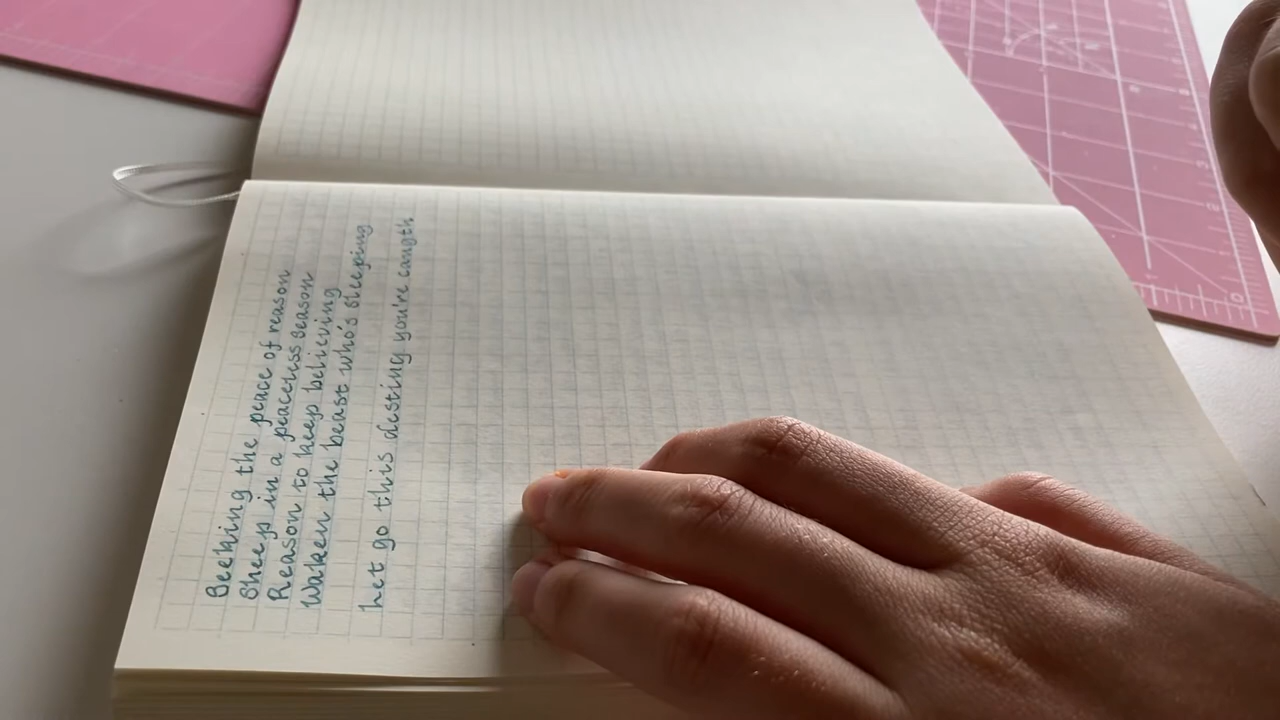 Seeking the peace of reason
Sheep in a peaceless season
Reason to keep believing
Waken the beast who's sleeping
Let go this destiny you're caught